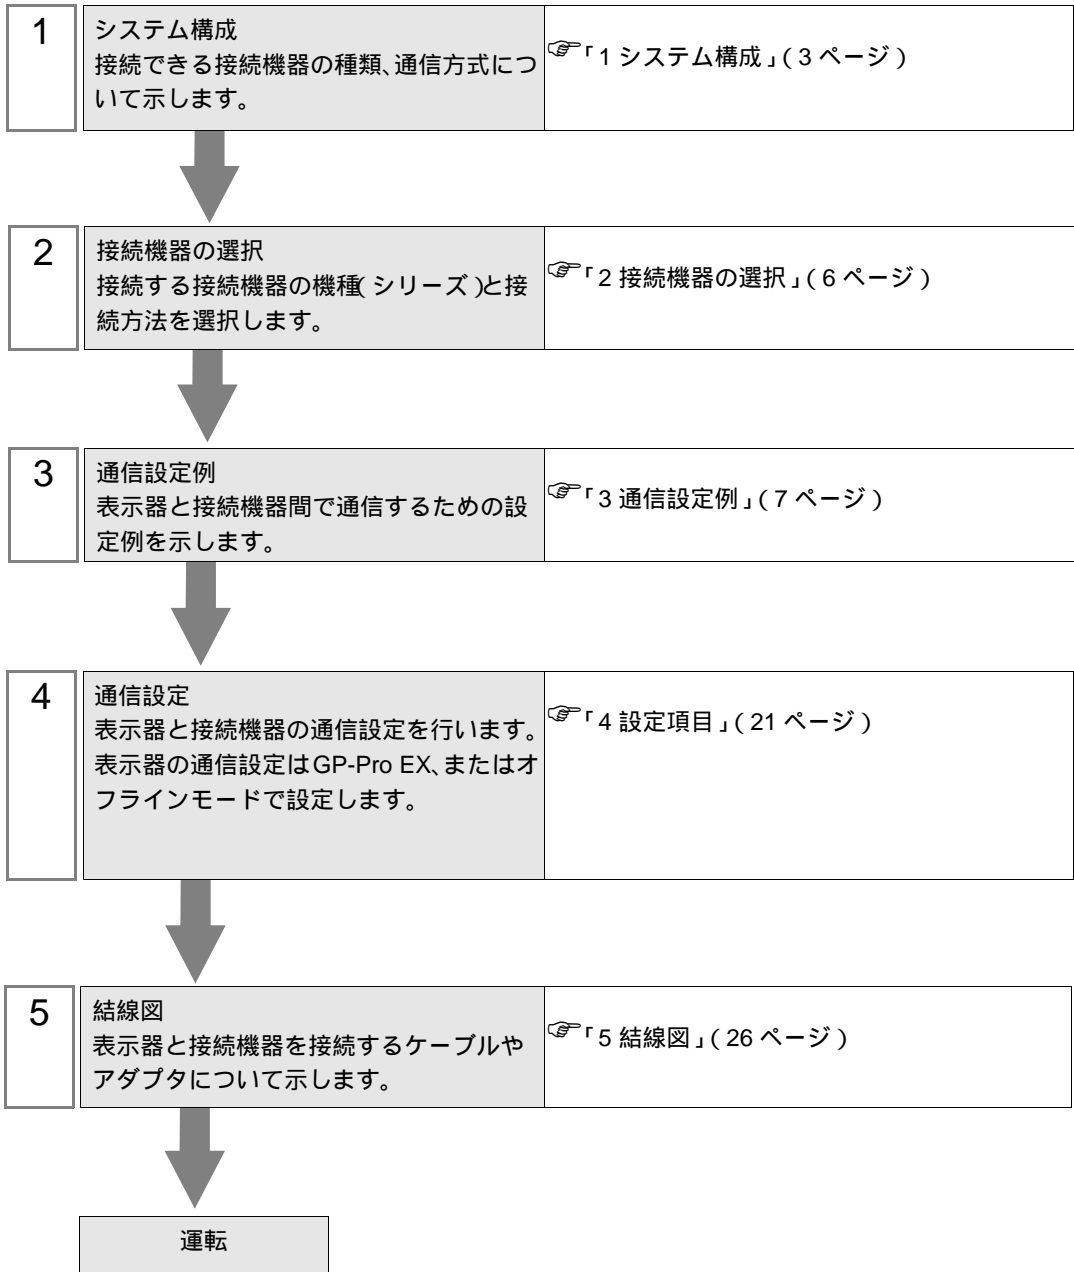 1
システム構成
接続できる接続機器の種類、通信方式につ
いて示します。
「1 システム構成」( 3 ページ )
2
接続機器の選択
接続する接続機器の機種( シリーズ )と接
続方法を選択します。
「2 接続機器の選択」( 6 ページ )
3
通信設定例
表示器と接続機器間で通信するための設
定例を示します。
「3 通信設定例」( 7 ページ )
4
通信設定
表示器と接続機器の通信設定を行います。
表示器の通信設定はGP-Pro EX、またはオ
フラインモードで設定します。
「4 設定項目」( 21 ページ )
5
結線図
表示器と接続機器を接続するケーブルや
アダプタについて示します。
「5 結線図」( 26 ページ )
運転